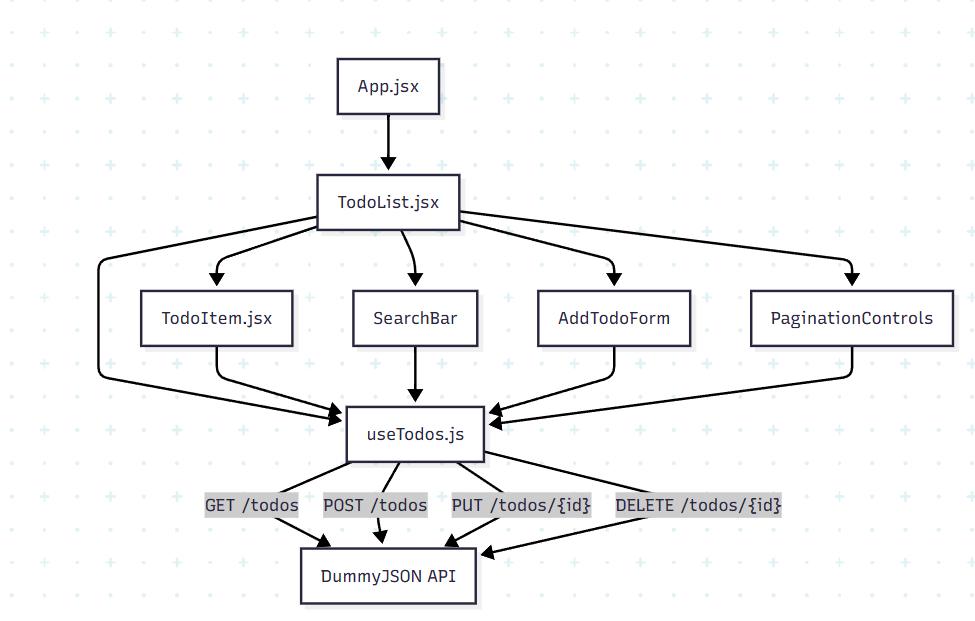 App.jsx
TodoList.jsx
TodoItem.jsx
SearchBar
AddTodoForm
PaginationControls
useTodos.js
GET /todos
POST /todos
PUT /todos/{id}
DELETE /todos/{id}
DummyJSON API